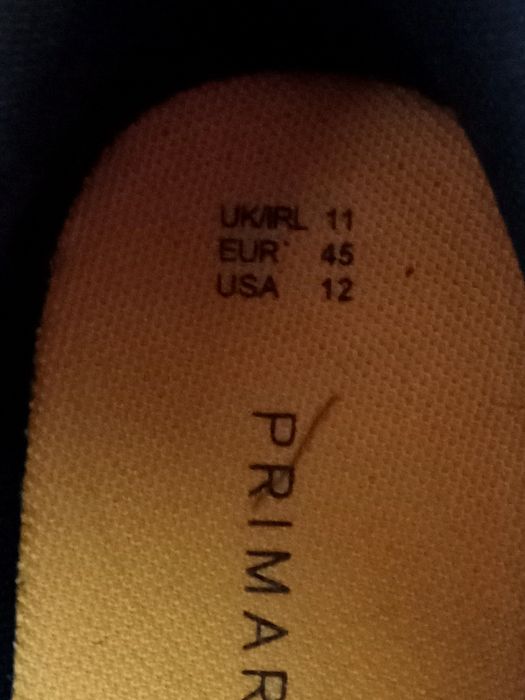 UK/IRL 11
EUR 45
USA 12
PRIMAR